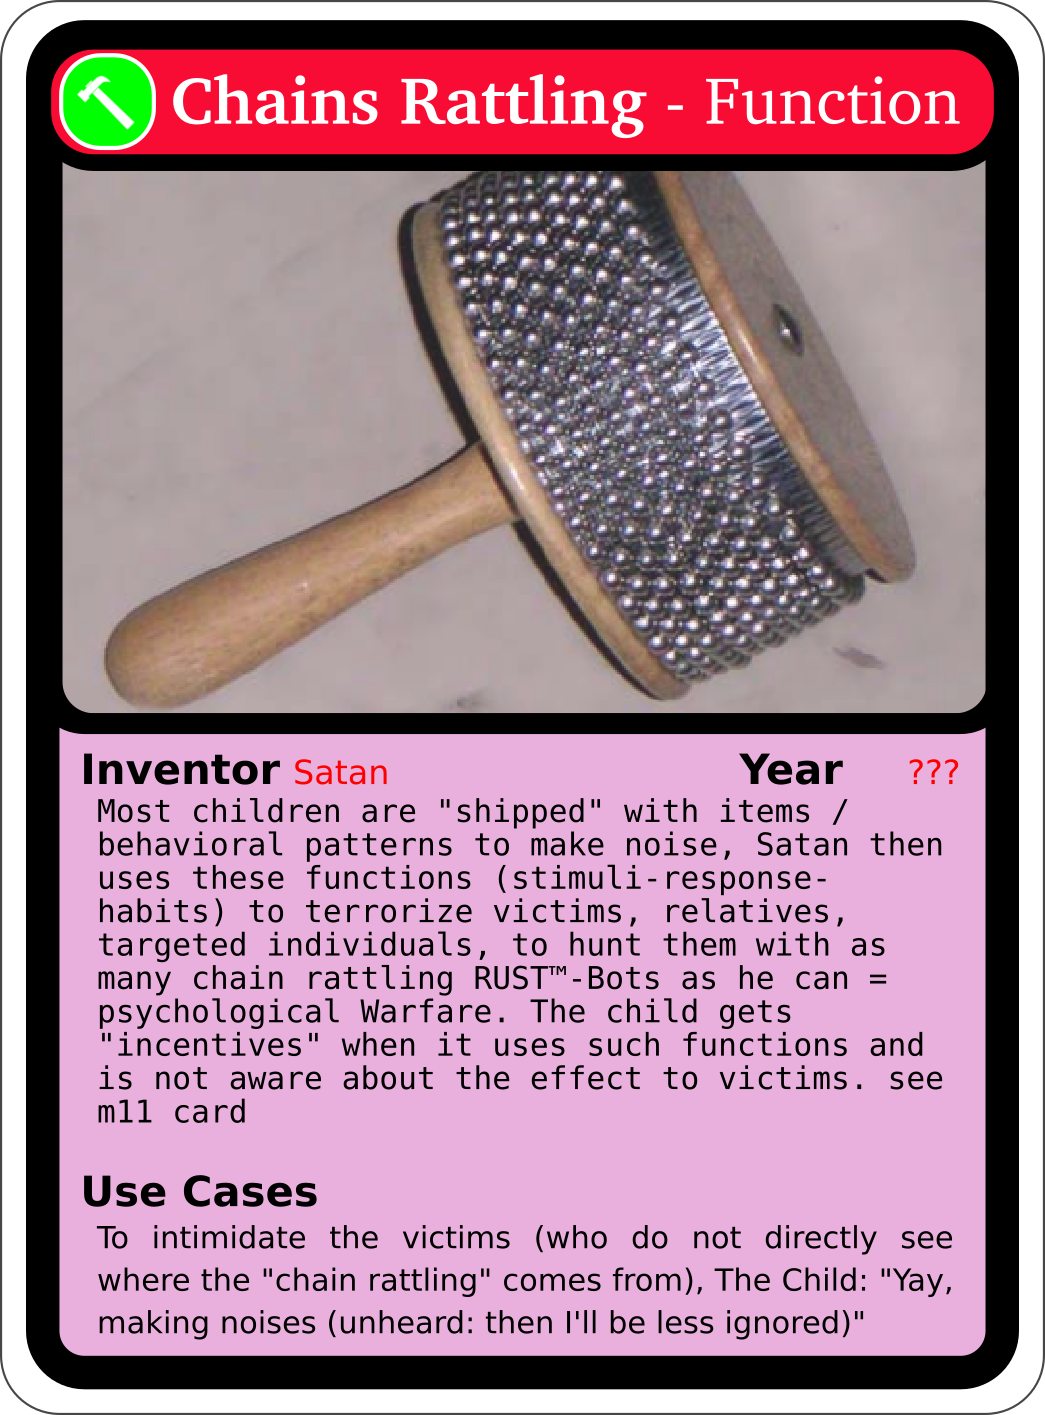 Chains Rattling - Function
Inventor Satan Year ???
Most children are "shipped" with items /
behavioral patterns to make noise, Satan then
uses these functions (stimuli-response-
habits) to terrorize victims, relatives,
targeted individuals, to hunt them with as
many chain rattling RUST™-Bots as he can =
psychological Warfare. The child gets
"incentives" when it uses such functions and
is not aware about the effect to victims. see
m11 card
Use Cases
To intimidate the victims (who do not directly see
where the "chain rattling" comes from), The Child: "Yay,
making noises (unheard: then I'll be less ignored)"